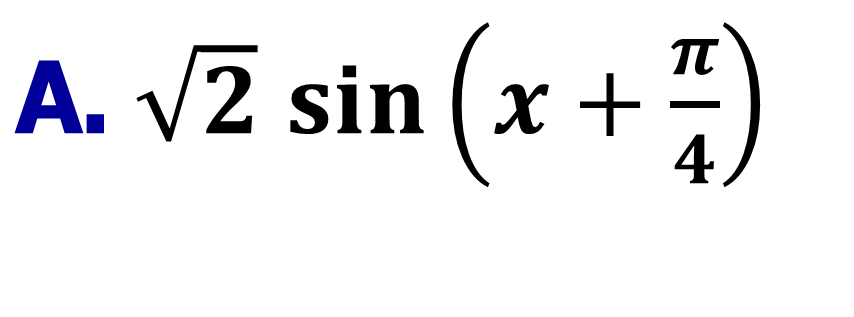 A. √2 sin (x + π/4)